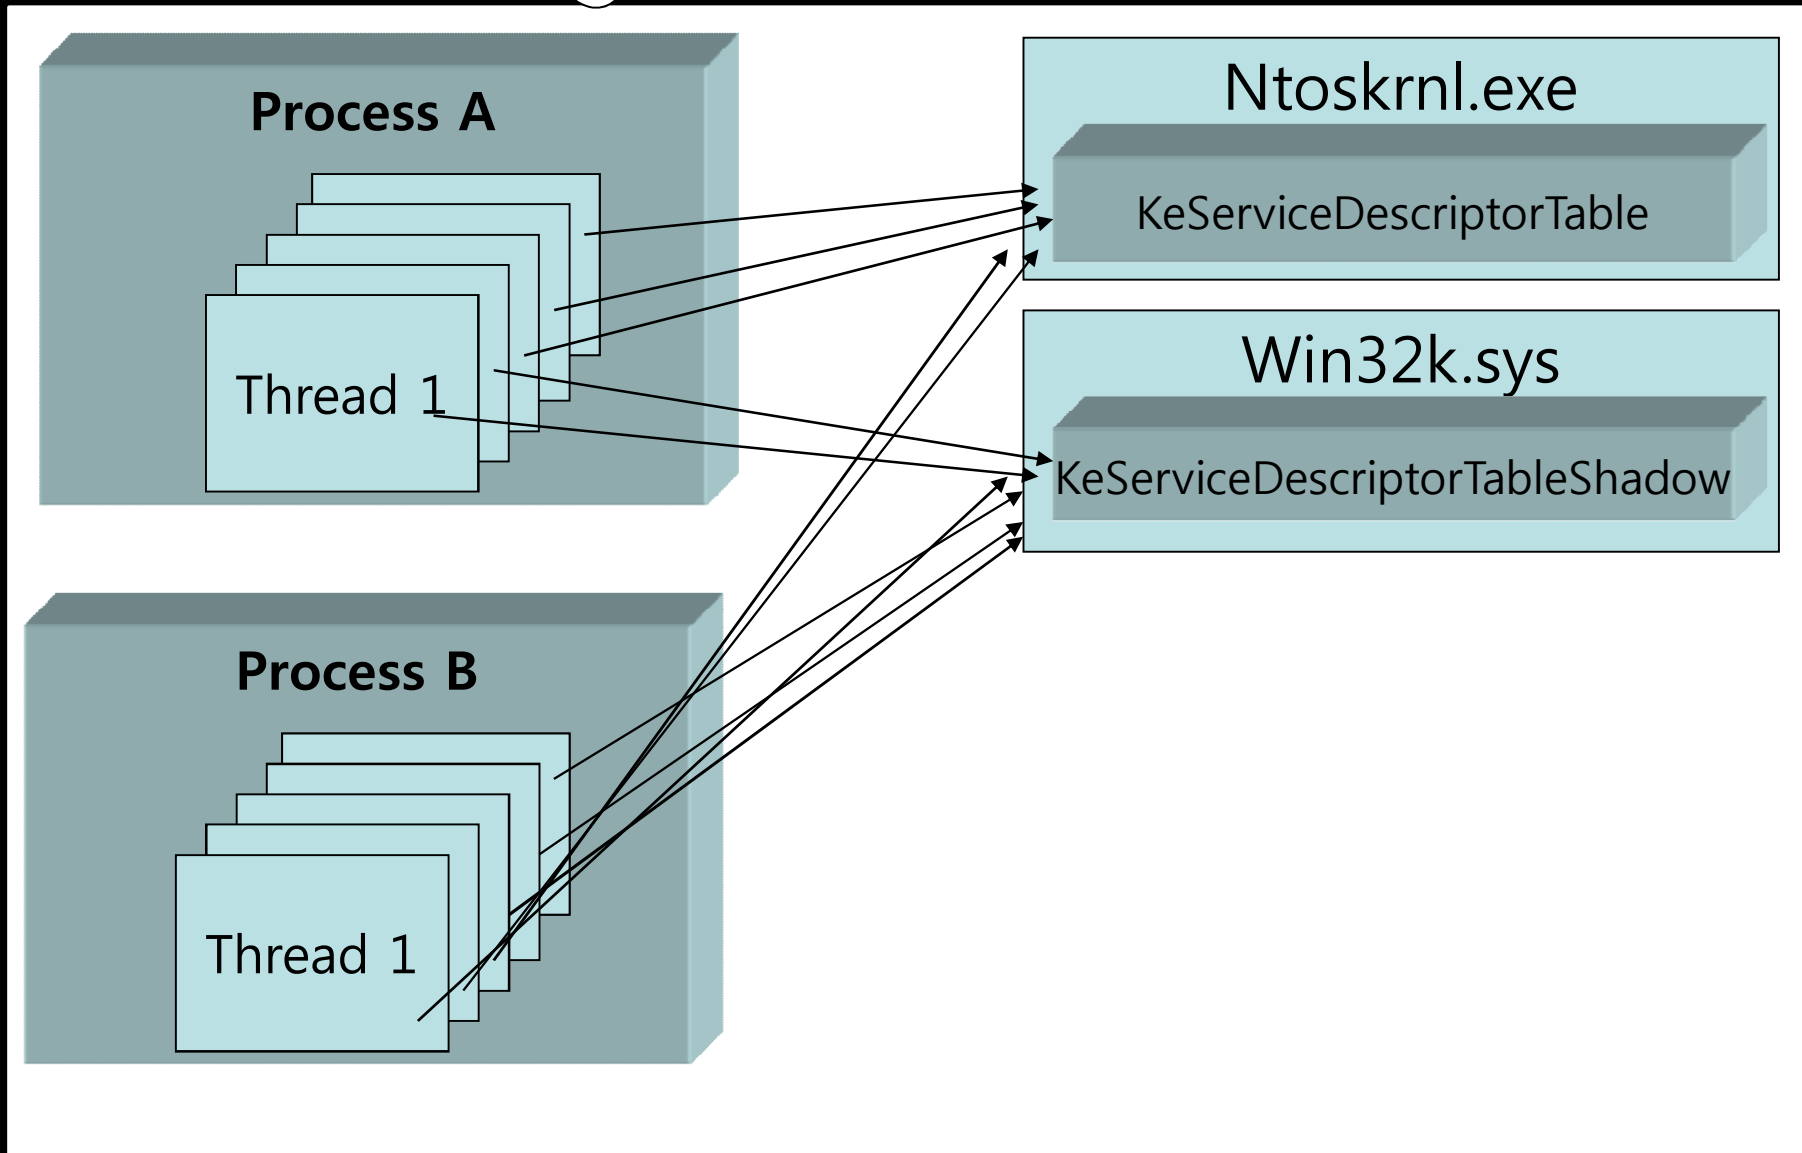 Process A
Thread 1
Ntoskrnl.exe
KeServiceDescriptorTable
Win32k.sys
KeServiceDescriptorTableShadow
Process B
Thread 1